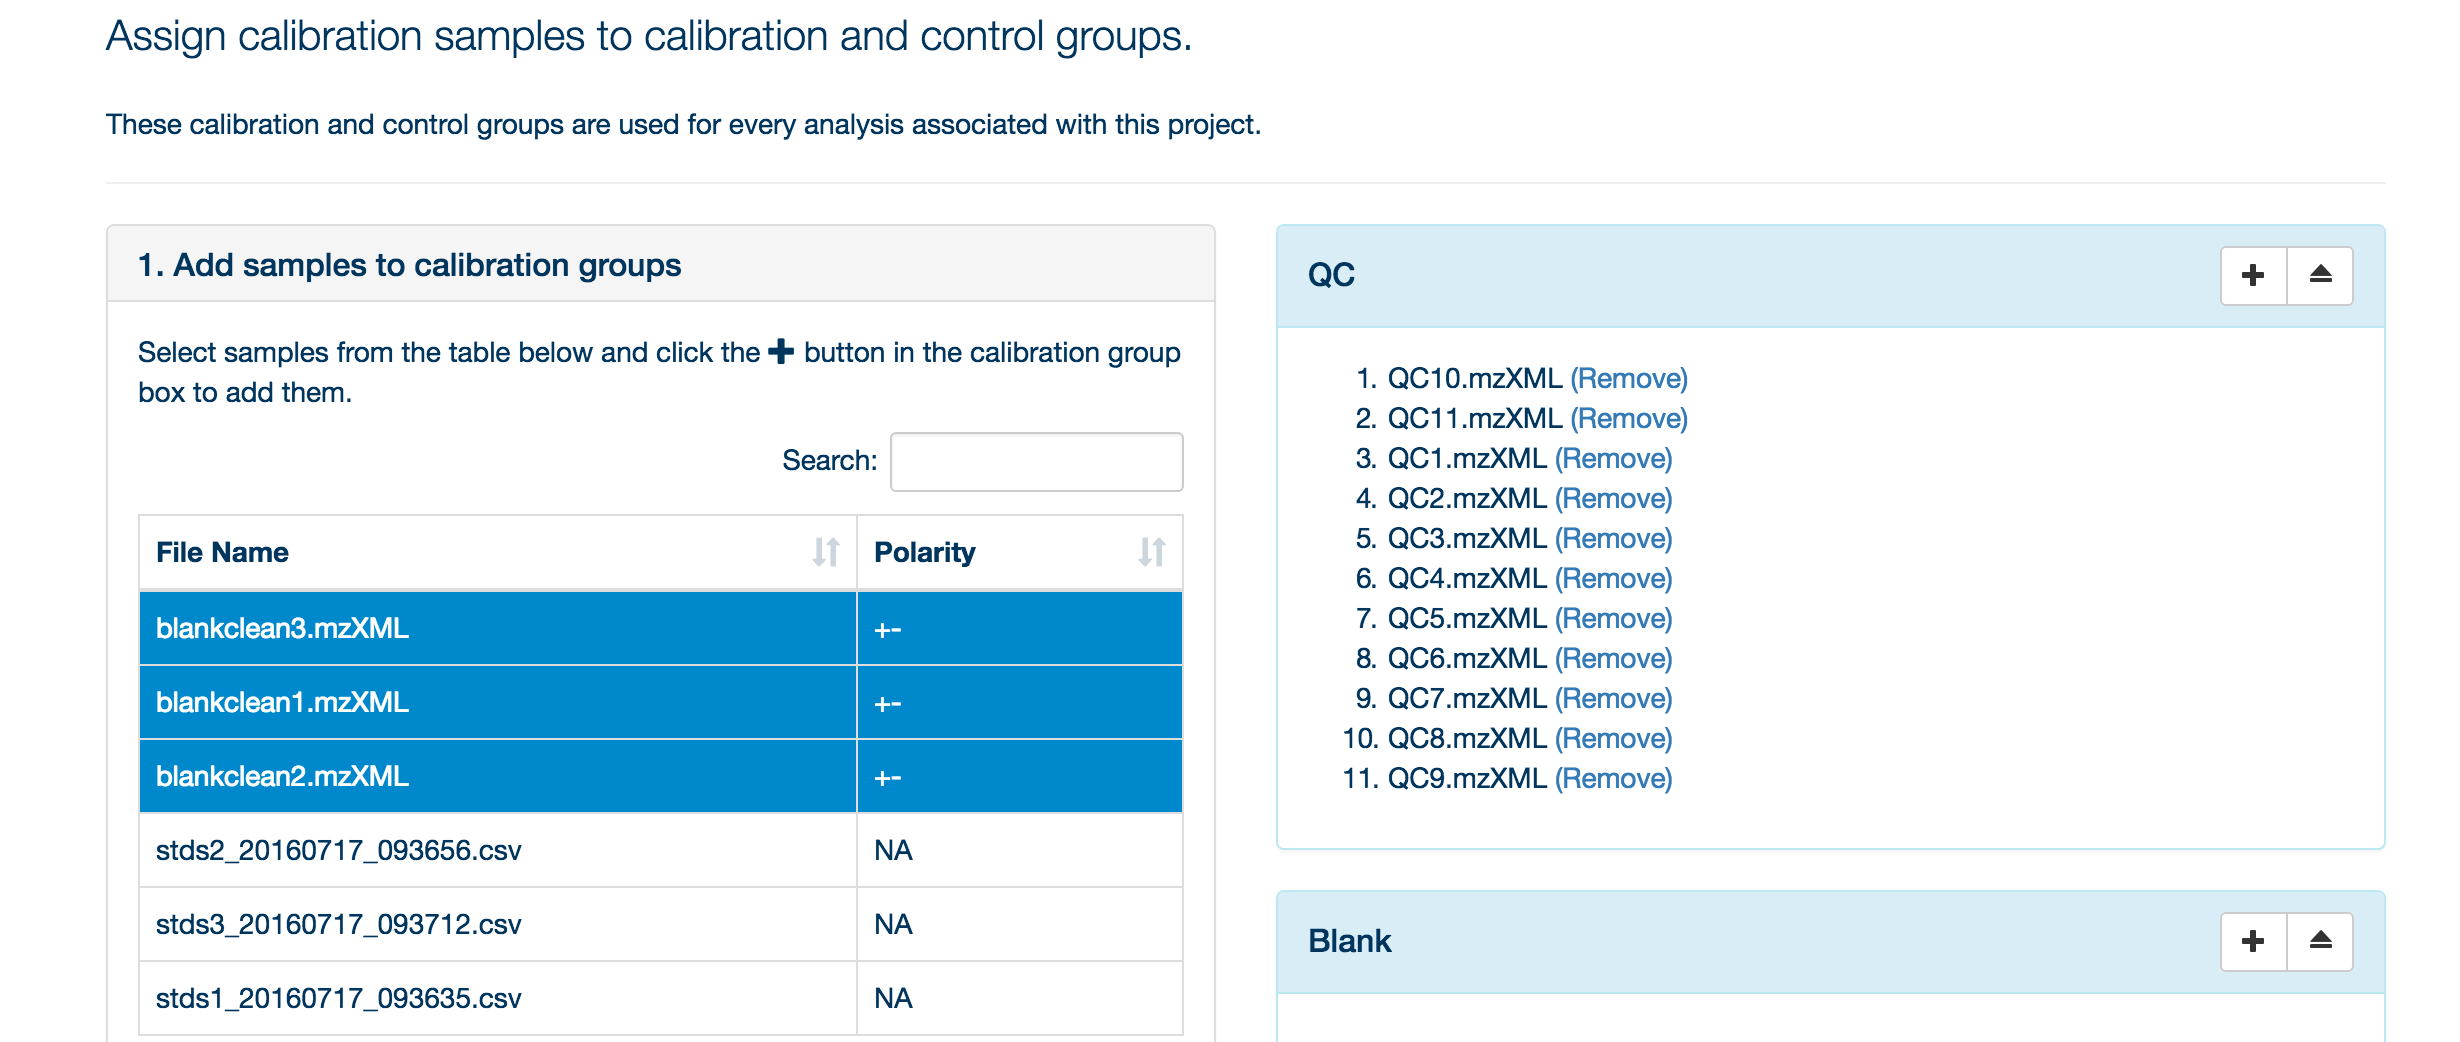 Assign calibration samples to calibration and control groups.
These calibration and control groups are used for every analysis associated with this project.
1. Add samples to calibration groups
Select samples from the table below and click the + button in the calibration group
box to add them.
Search:
File Name Polarity
blankclean3.mzXML +-
blankclean1.mzXML +-
blankclean2.mzXML +-
stds2_20160717_093656.csv NA
stds3_20160717_093712.csv NA
stds1_20160717_093635.csv NA
QC
1. QC10.mzXML (Remove)
2. QC11.mzXML (Remove)
3. QC1.mzXML (Remove)
4. QC2.mzXML (Remove)
5. QC3.mzXML (Remove)
6. QC4.mzXML (Remove)
7. QC5.mzXML (Remove)
8. QC6.mzXML (Remove)
9. QC7.mzXML (Remove)
10. QC8.mzXML (Remove)
11. QC9.mzXML (Remove)
Blank